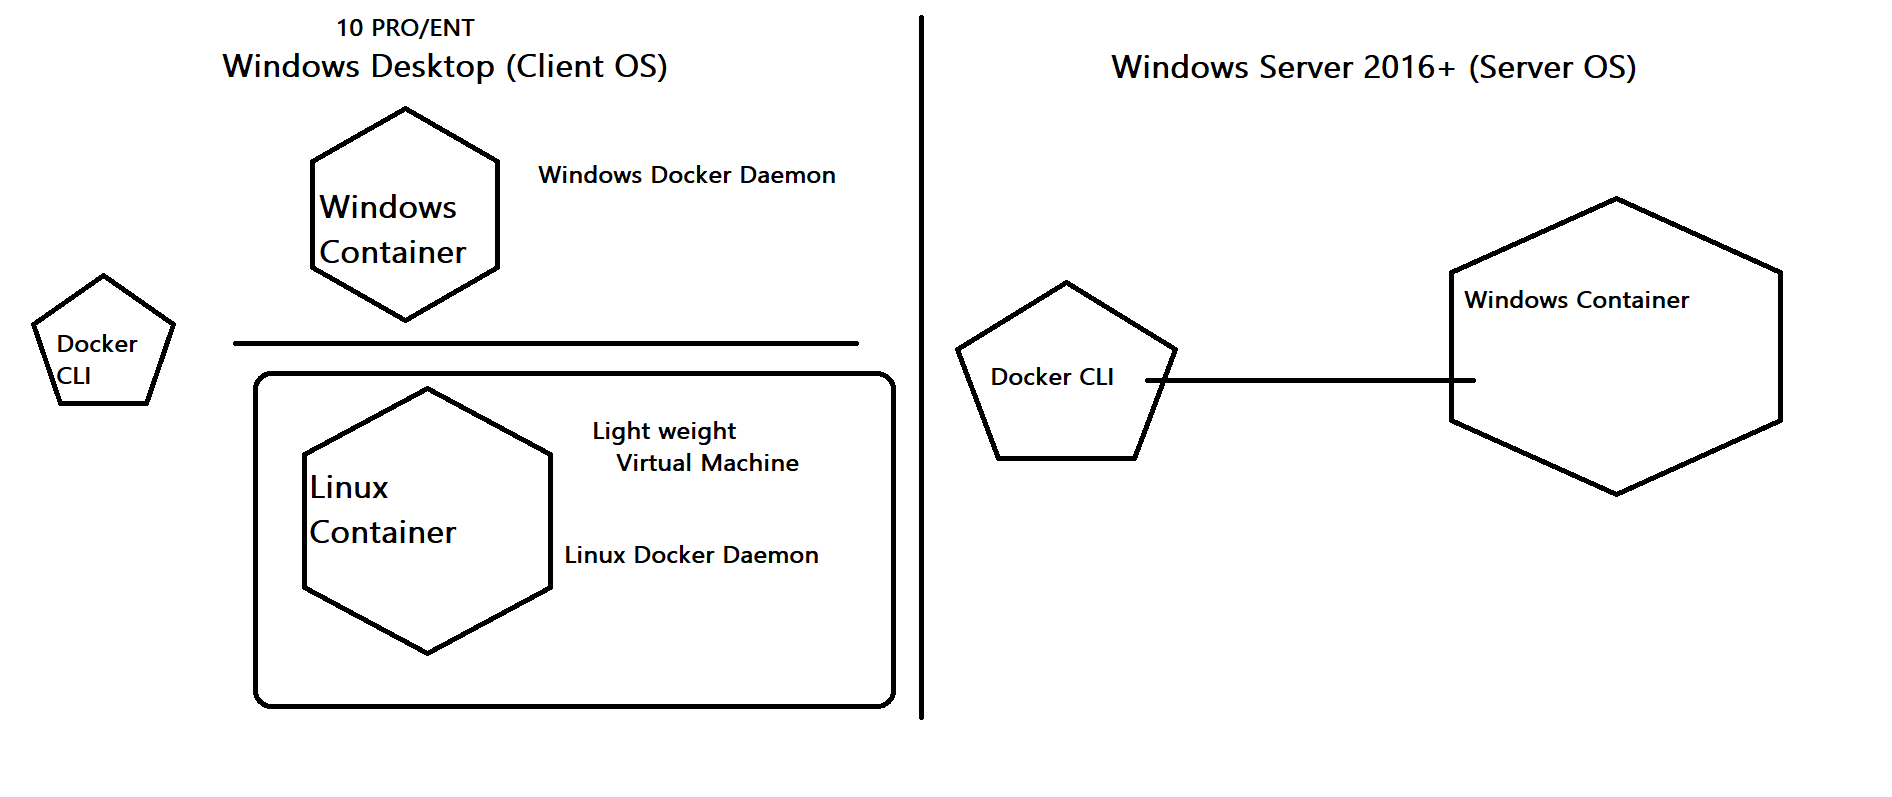 10 PRO/ENT
Windows Desktop (Client OS)
Windows
Container
Windows Docker Daemon
Docker
CLI
Light weight
Virtual Machine
Linux
Container
Linux Docker Daemon
Windows Server 2016+ (Server OS)
Docker CLI
Windows Container